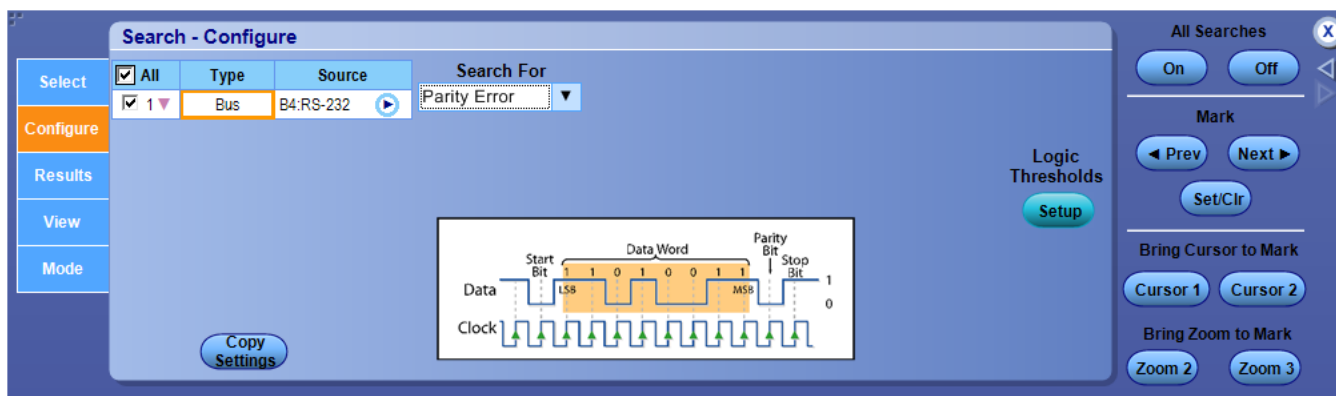 Search - Configure
Select
Configure
Results
View
Mode
All Type Source
1 Bus B4:RS-232
Search For
Parity Error
Logic
Thresholds
Setup
Start
Bit
Data Word
Parity
Bit
Stop
Bit
Data
1 1 0 1 0 0 1 1
LSB MSB
1
0
Clock
Copy
Settings
All Searches
X
On Off
Mark
Prev Next
Set/Clr
Bring Cursor to Mark
Cursor 1 Cursor 2
Bring Zoom to Mark
Zoom 2 Zoom 3